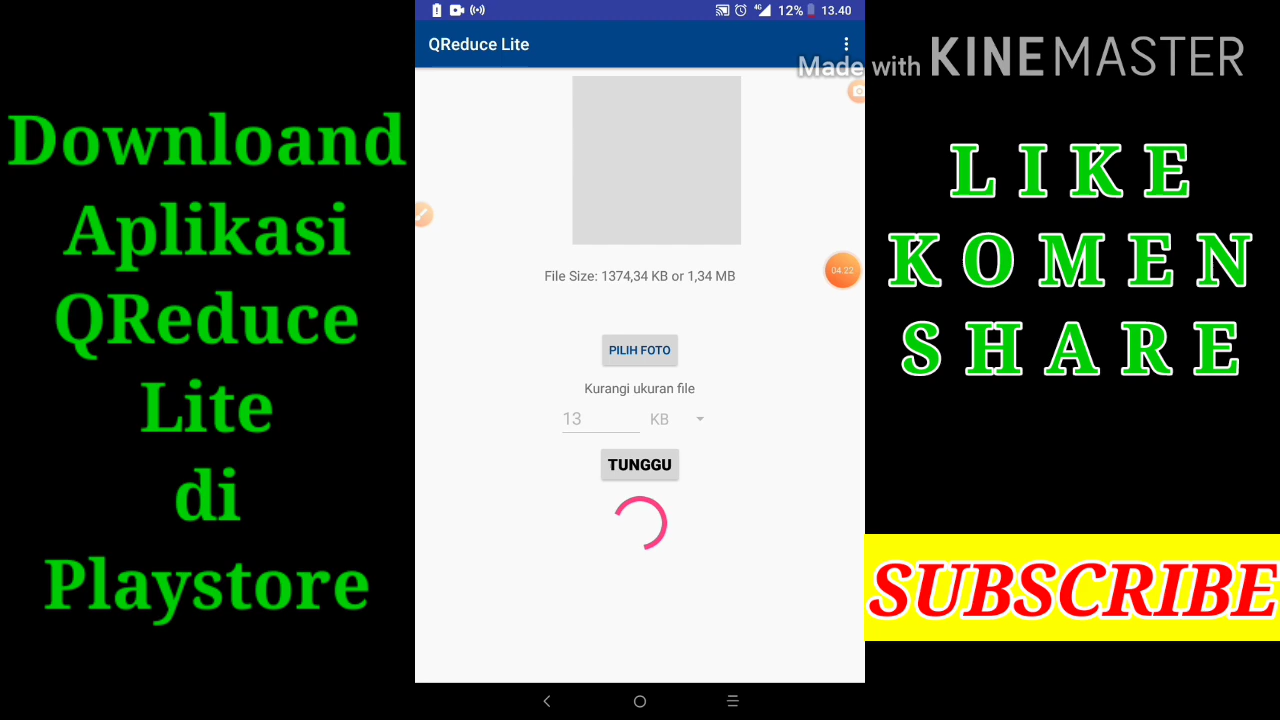 4G 12% 13.40
QReduce Lite
Made with KINEMASTER
Downloand
Aplikasi
QReduce
Lite
di
Playstore
File Size: 1374,34 KB or 1,34 MB
04.22
PILIH FOTO
Kurangi ukuran file
13 KB
TUNGGU
L I K E
K O M E N
S H A R E
SUBSCRIBE